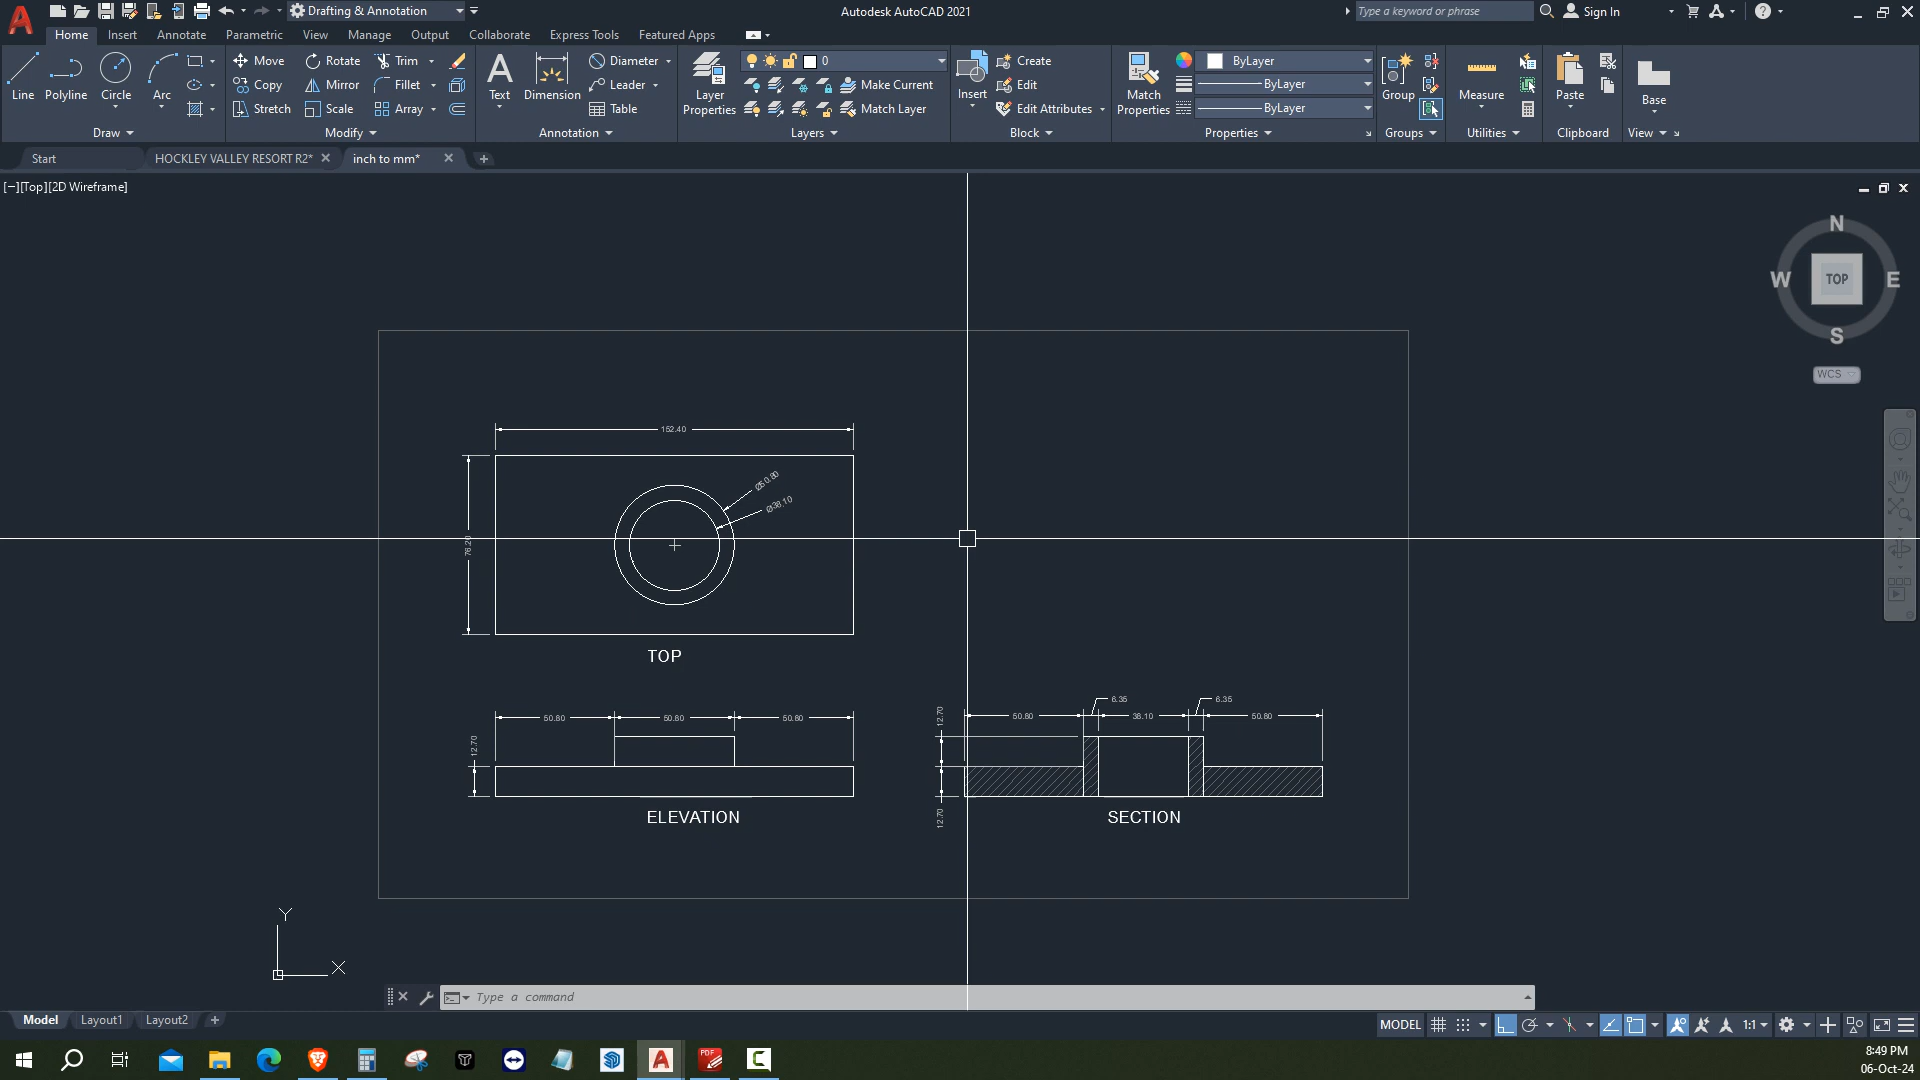 Drafting & Annotation
Autodesk AutoCAD 2021
Type a keyword or phrase
Sign In
Home Insert Annotate Parametric View Manage Output Collaborate Express Tools Featured Apps
Line Polyline Circle Arc
Move Rotate Trim
Copy Mirror Fillet
Stretch Scale Array
Text Dimension
Diameter
Leader
Table
Layer Properties
0
Make Current
Match Layer
Insert
Create
Edit
Edit Attributes
Match Properties
ByLayer
ByLayer
ByLayer
Group
Measure
Paste
Base
Draw Modify Annotation Layers Block Properties Groups Utilities Clipboard View
Start HOCKLEY VALLEY RESORT R2* inch to mm*
[−][Top][2D Wireframe]
N
W TOP E
S
WCS
152.40
Ø50.80
Ø38.10
76.20
TOP
50.80 50.80 50.80
12.70
ELEVATION
6.35 6.35
12.70
50.80 38.10 50.80
12.70
SECTION
Y
X
Type a command
Model Layout1 Layout2
MODEL 1:1
PDF
8:49 PM
06-Oct-24